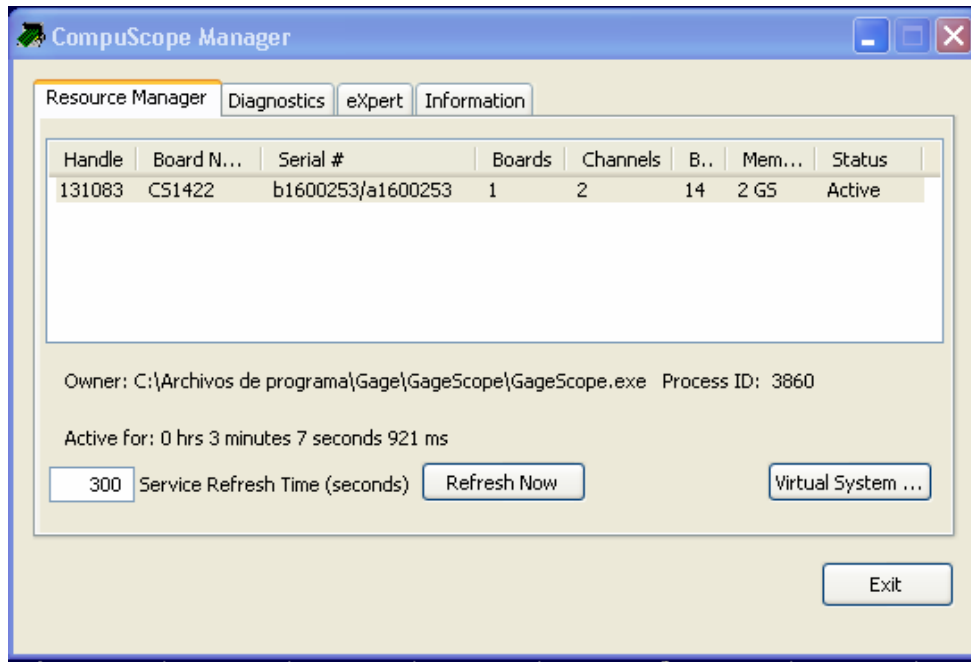 CompuScope Manager
Resource Manager Diagnostics eXpert Information
Handle Board N... Serial # Boards Channels B.. Mem... Status
131083 CS1422 b1600253/a1600253 1 2 14 2 GS Active
Owner: C:\Archivos de programa\Gage\GageScope\GageScope.exe Process ID: 3860
Active for: 0 hrs 3 minutes 7 seconds 921 ms
300 Service Refresh Time (seconds) Refresh Now Virtual System ...
Exit